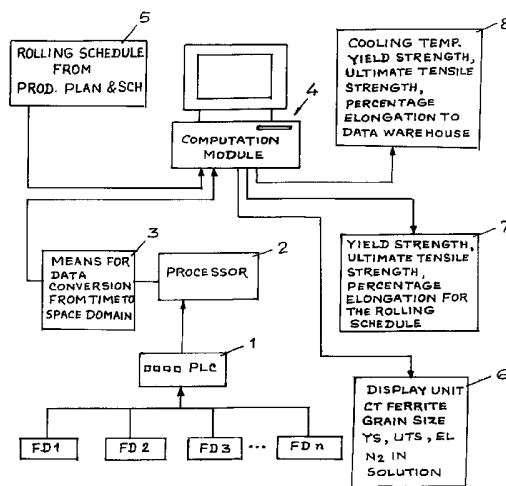 5
ROLLING SCHEDULE
FROM
PROD. PLAN & SCH
4
COMPUTATION
MODULE
8
COOLING TEMP.
YIELD STRENGTH,
ULTIMATE TENSILE
STRENGTH,
PERCENTAGE
ELONGATION TO
DATA WAREHOUSE
3
MEANS FOR
DATA
CONVERSION
FROM TIME TO
SPACE DOMAIN
2
PROCESSOR
7
YIELD STRENGTH,
ULTIMATE TENSILE
STRENGTH,
PERCENTAGE
ELONGATION FOR
THE ROLLING
SCHEDULE
1
PLC
6
DISPLAY UNIT
CT FERRITE
GRAIN SIZE
YS, UTS, EL
N2 IN
SOLUTION
FD1
FD2
FD3
...
FDn